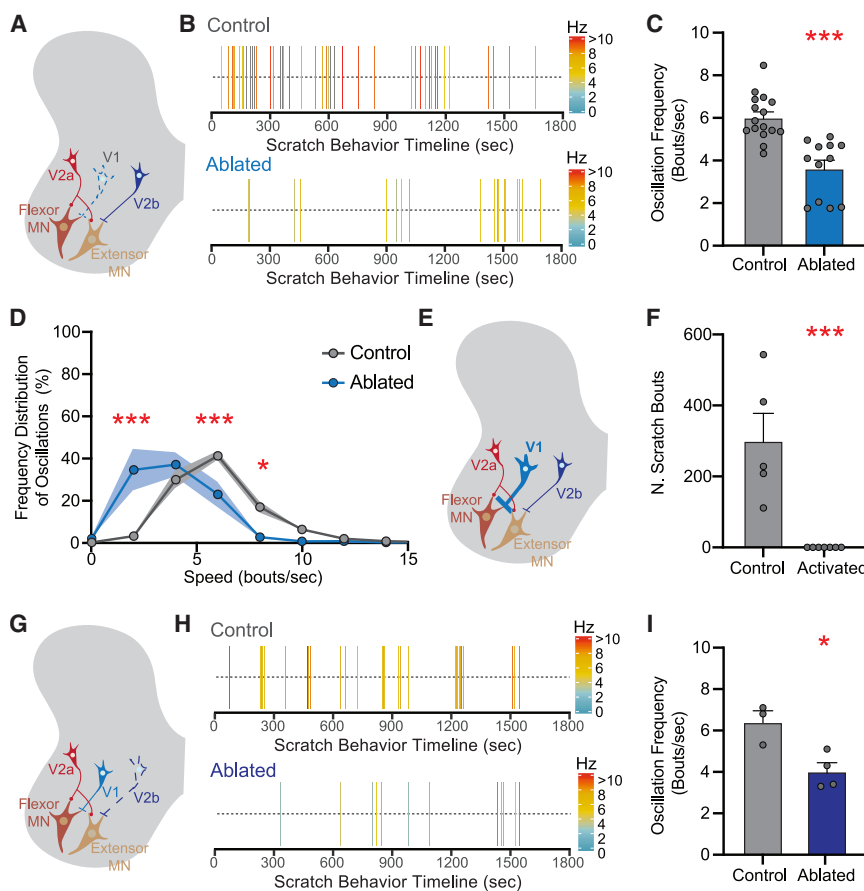 A
V2a
V1
V2b
Flexor
MN
Extensor
MN
B
Control
Hz
>10
8
6
4
2
0
0 300 600 900 1200 1500 1800
Scratch Behavior Timeline (sec)
Ablated
Hz
>10
8
6
4
2
0
0 300 600 900 1200 1500 1800
Scratch Behavior Timeline (sec)
C
***
Oscillation Frequency
(Bouts/sec)
10
8
6
4
2
0
Control Ablated
D
Frequency Distribution
of Oscillations (%)
100
80
60
40
20
0
*** *** *
Control
Ablated
0 5 10 15
Speed (bouts/sec)
E
V2a
V1
V2b
Flexor
MN
Extensor
MN
F
***
N. Scratch Bouts
600
400
200
0
Control Activated
G
V2a
V1
V2b
Flexor
MN
Extensor
MN
H
Control
Hz
>10
8
6
4
2
0
0 300 600 900 1200 1500 1800
Scratch Behavior Timeline (sec)
Ablated
Hz
>10
8
6
4
2
0
0 300 600 900 1200 1500 1800
Scratch Behavior Timeline (sec)
I
*
Oscillation Frequency
(Bouts/sec)
10
8
6
4
2
0
Control Ablated